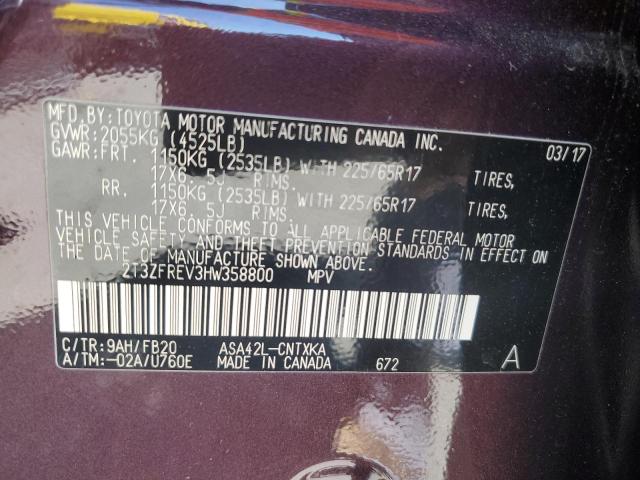 MFD.BY:TOYOTA MOTOR MANUFACTURING CANADA INC.
GVWR:2055KG (4525LB) 03/17
GAWR:FRT. 1150KG (2535LB) WITH 225/65R17 TIRES,
17X6. 5J RIMS.
RR. 1150KG (2535LB) WITH 225/65R17 TIRES,
17X6. 5J RIMS.
THIS VEHICLE CONFORMS TO ALL APPLICABLE FEDERAL MOTOR
VEHICLE SAFETY AND THEFT PREVENTION STANDARDS IN EFFECT ON
THE DATE OF MANUFACTURE SHOWN ABOVE.
2T3ZFREV3HW358800 MPV
C/TR:9AH/FB20 ASA42L-CNTXKA
A/TM:-02A/U760E MADE IN CANADA 672 A